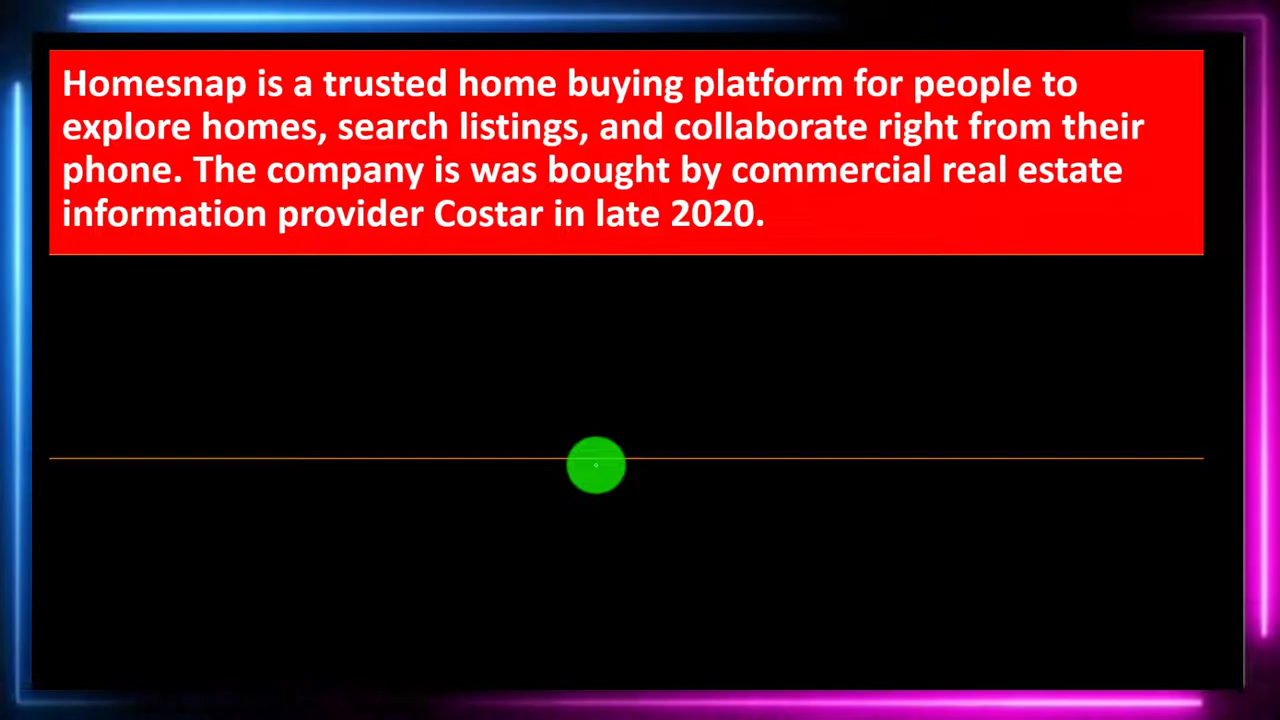 Homesnap is a trusted home buying platform for people to
explore homes, search listings, and collaborate right from their
phone. The company is was bought by commercial real estate
information provider Costar in late 2020.